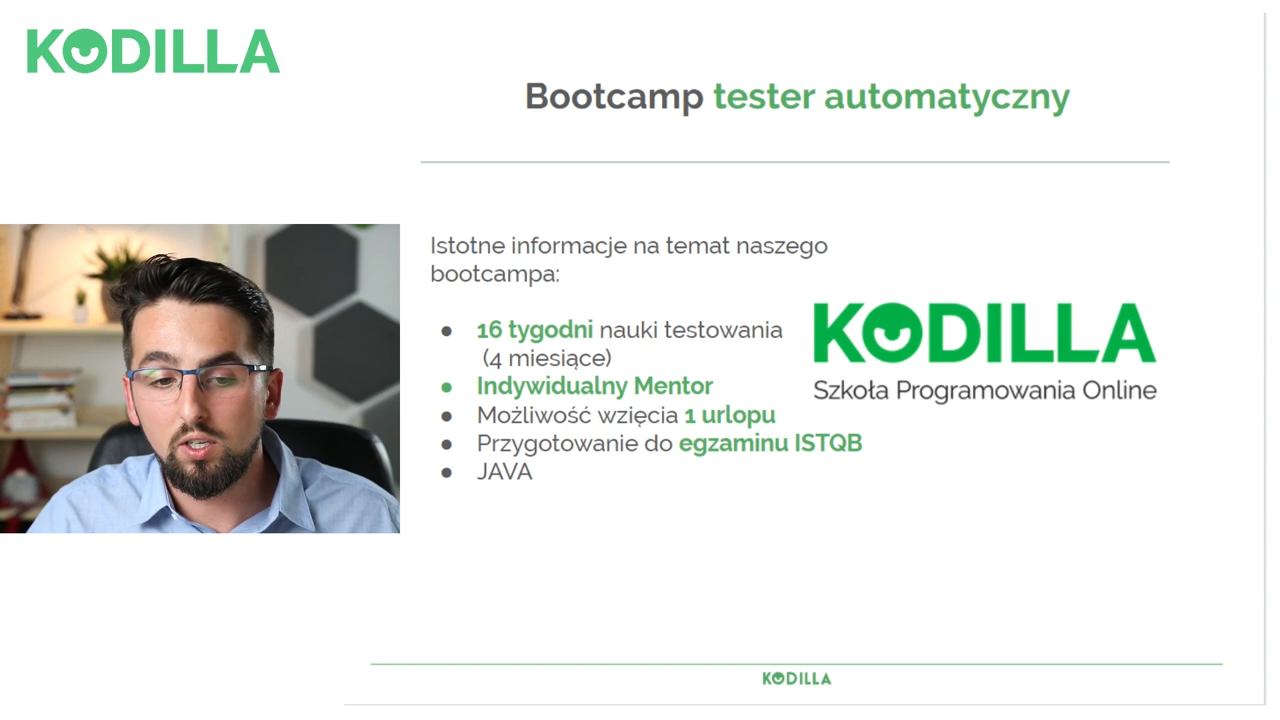 KODILLA
Bootcamp tester automatyczny
Istotne informacje na temat naszego
bootcampa:
● 16 tygodni nauki testowania
(4 miesiące)
● Indywidualny Mentor
● Możliwość wzięcia 1 urlopu
● Przygotowanie do egzaminu ISTQB
● JAVA
KODILLA
Szkoła Programowania Online
KODILLA